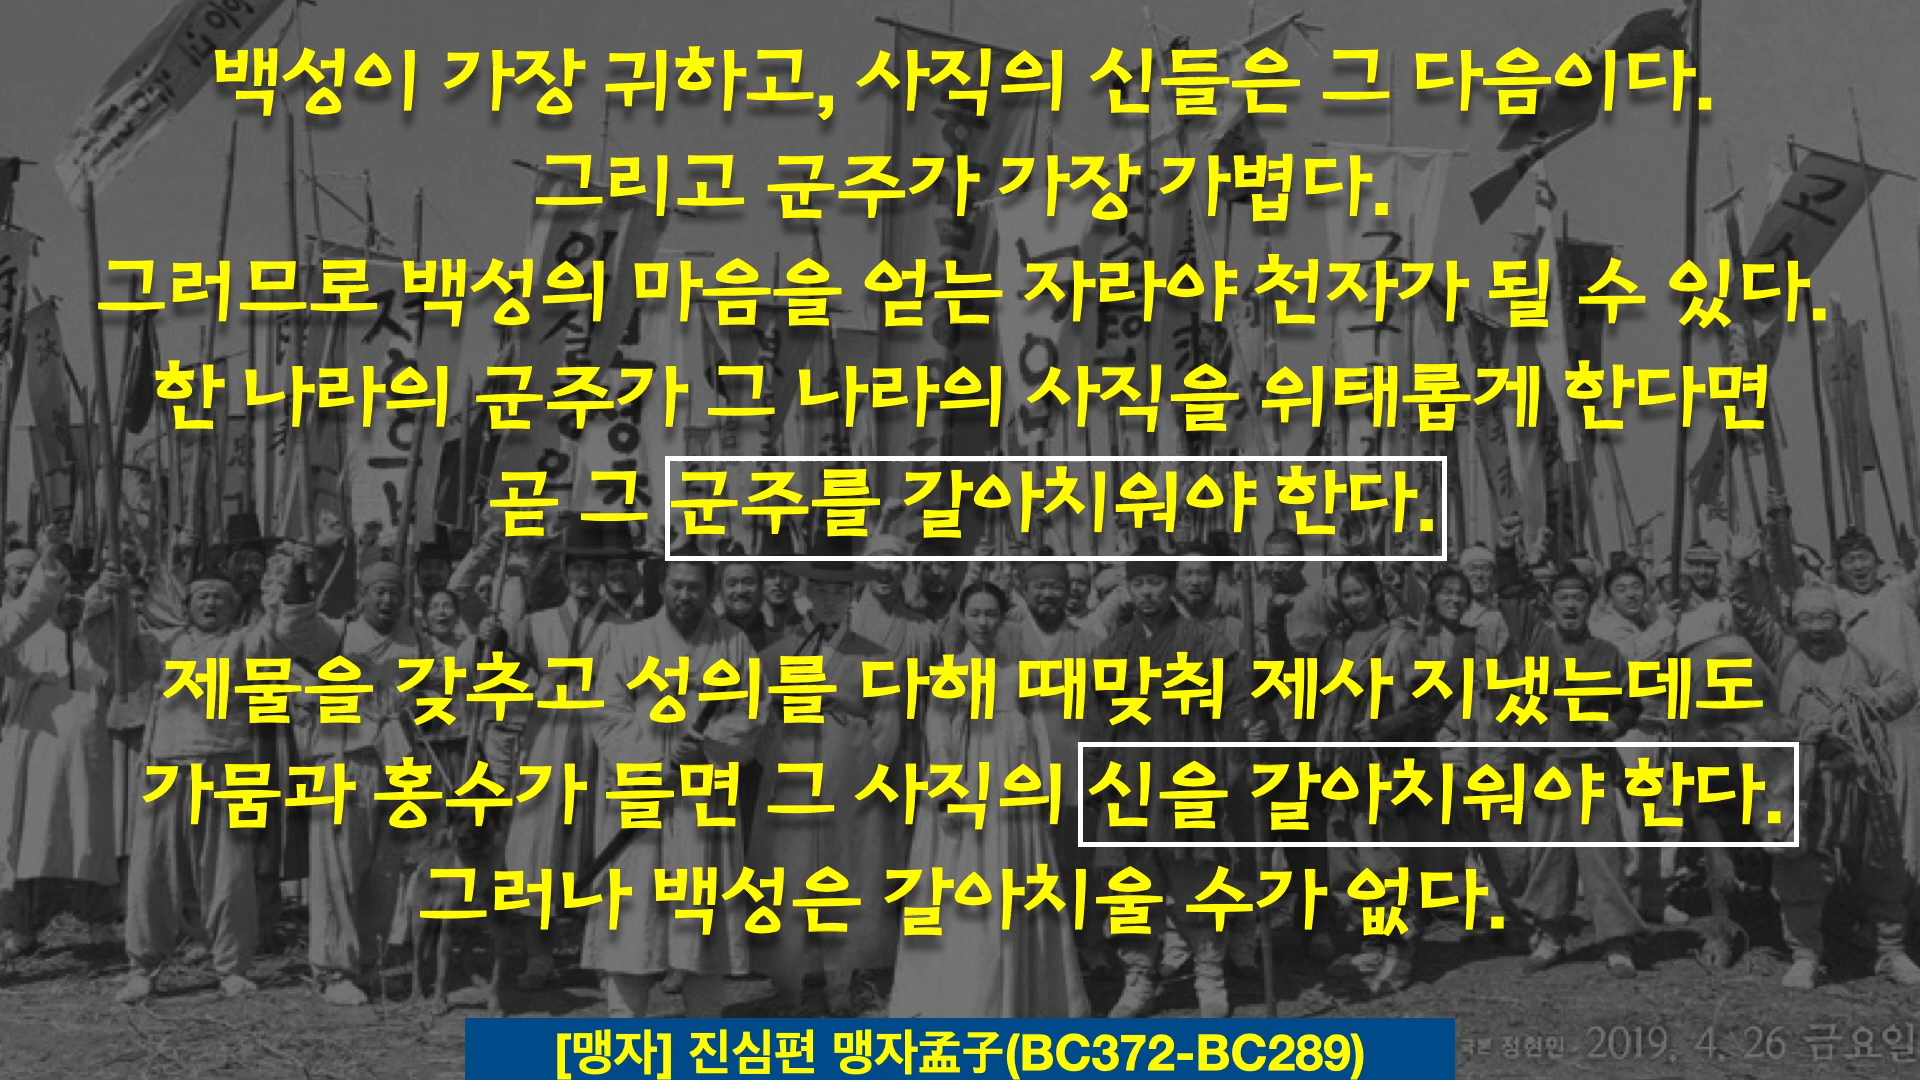 백성이 가장 귀하고, 사직의 신들은 그 다음이다.
그리고 군주가 가장 가볍다.
그러므로 백성의 마음을 얻는 자라야 천자가 될 수 있다.
한 나라의 군주가 그 나라의 사직을 위태롭게 한다면
곧 그 군주를 갈아치워야 한다.
제물을 갖추고 성의를 다해 때맞춰 제사 지냈는데도
가뭄과 홍수가 들면 그 사직의 신을 갈아치워야 한다.
그러나 백성은 갈아치울 수가 없다.
[맹자] 진심편 맹자孟子(BC372-BC289)
극본 정현민 2019. 4. 26 금요일